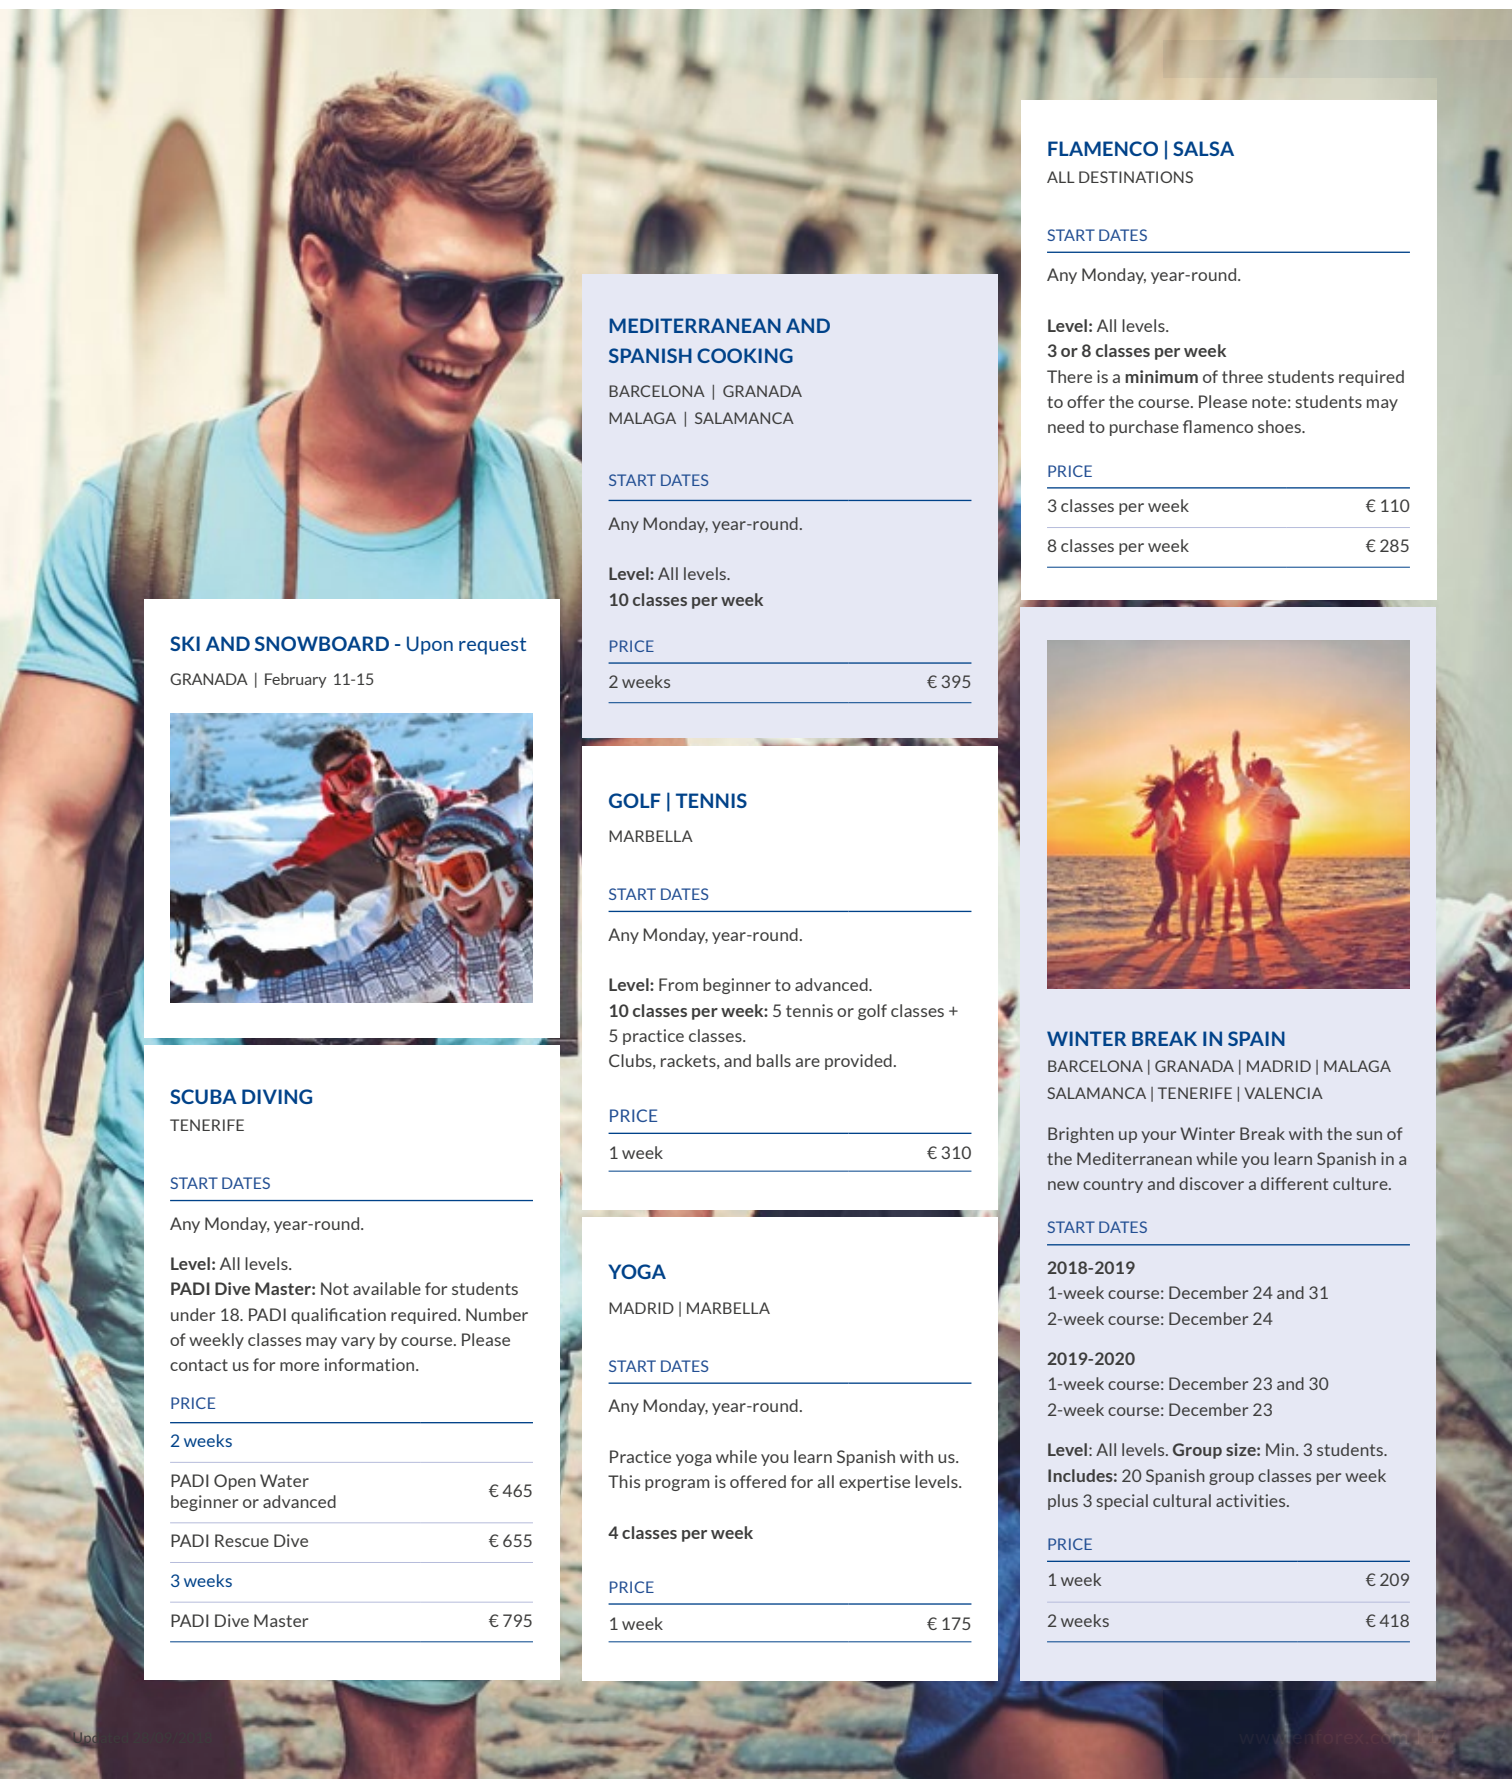 SKI AND SNOWBOARD - Upon request
GRANADA | February 11-15
SCUBA DIVING
TENERIFE
START DATES
Any Monday, year-round.
Level: All levels.
PADI Dive Master: Not available for students
under 18. PADI qualification required. Number
of weekly classes may vary by course. Please
contact us for more information.
PRICE
2 weeks
PADI Open Water
beginner or advanced € 465
PADI Rescue Dive € 655
3 weeks
PADI Dive Master € 795
MEDITERRANEAN AND
SPANISH COOKING
BARCELONA | GRANADA
MALAGA | SALAMANCA
START DATES
Any Monday, year-round.
Level: All levels.
10 classes per week
PRICE
2 weeks € 395
GOLF | TENNIS
MARBELLA
START DATES
Any Monday, year-round.
Level: From beginner to advanced.
10 classes per week: 5 tennis or golf classes +
5 practice classes.
Clubs, rackets, and balls are provided.
PRICE
1 week € 310
YOGA
MADRID | MARBELLA
START DATES
Any Monday, year-round.
Practice yoga while you learn Spanish with us.
This program is offered for all expertise levels.
4 classes per week
PRICE
1 week € 175
FLAMENCO | SALSA
ALL DESTINATIONS
START DATES
Any Monday, year-round.
Level: All levels.
3 or 8 classes per week
There is a minimum of three students required
to offer the course. Please note: students may
need to purchase flamenco shoes.
PRICE
3 classes per week € 110
8 classes per week € 285
WINTER BREAK IN SPAIN
BARCELONA | GRANADA | MADRID | MALAGA
SALAMANCA | TENERIFE | VALENCIA
Brighten up your Winter Break with the sun of
the Mediterranean while you learn Spanish in a
new country and discover a different culture.
START DATES
2018-2019
1-week course: December 24 and 31
2-week course: December 24
2019-2020
1-week course: December 23 and 30
2-week course: December 23
Level: All levels. Group size: Min. 3 students.
Includes: 20 Spanish group classes per week
plus 3 special cultural activities.
PRICE
1 week € 209
2 weeks € 418
Updated
www.enforex.com